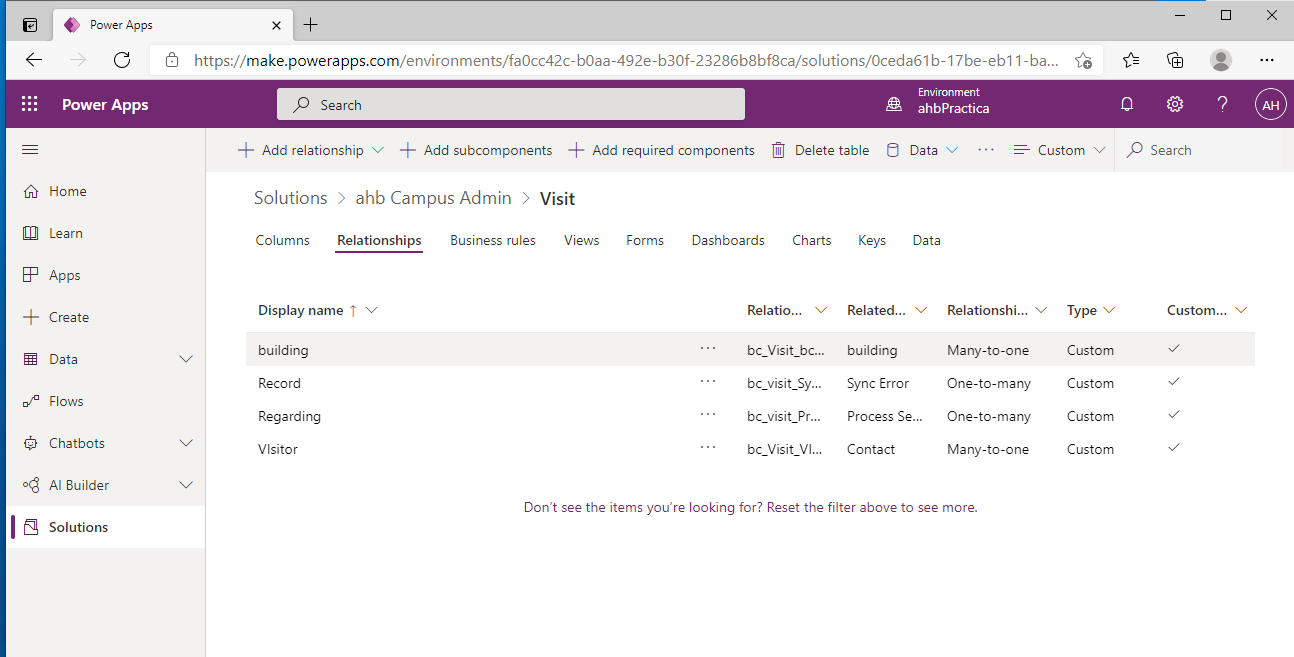 Power Apps
https://make.powerapps.com/environments/fa0cc42c-b0aa-492e-b30f-23286b8bf8ca/solutions/0ceda61b-17be-eb11-ba...
Power Apps
Search
Environment
ahbPractica
AH
Add relationship
Add subcomponents
Add required components
Delete table
Data
Custom
Search
Home
Learn
Apps
Create
Data
Flows
Chatbots
AI Builder
Solutions
Solutions > ahb Campus Admin > Visit
Columns Relationships Business rules Views Forms Dashboards Charts Keys Data
Display name ↑ Relatio... Related... Relationshi... Type Custom...
building ... bc_Visit_bc... building Many-to-one Custom
Record ... bc_visit_Sy... Sync Error One-to-many Custom
Regarding ... bc_visit_Pr... Process Se... One-to-many Custom
VIsitor ... bc_Visit_VI... Contact Many-to-one Custom
Don't see the items you're looking for? Reset the filter above to see more.